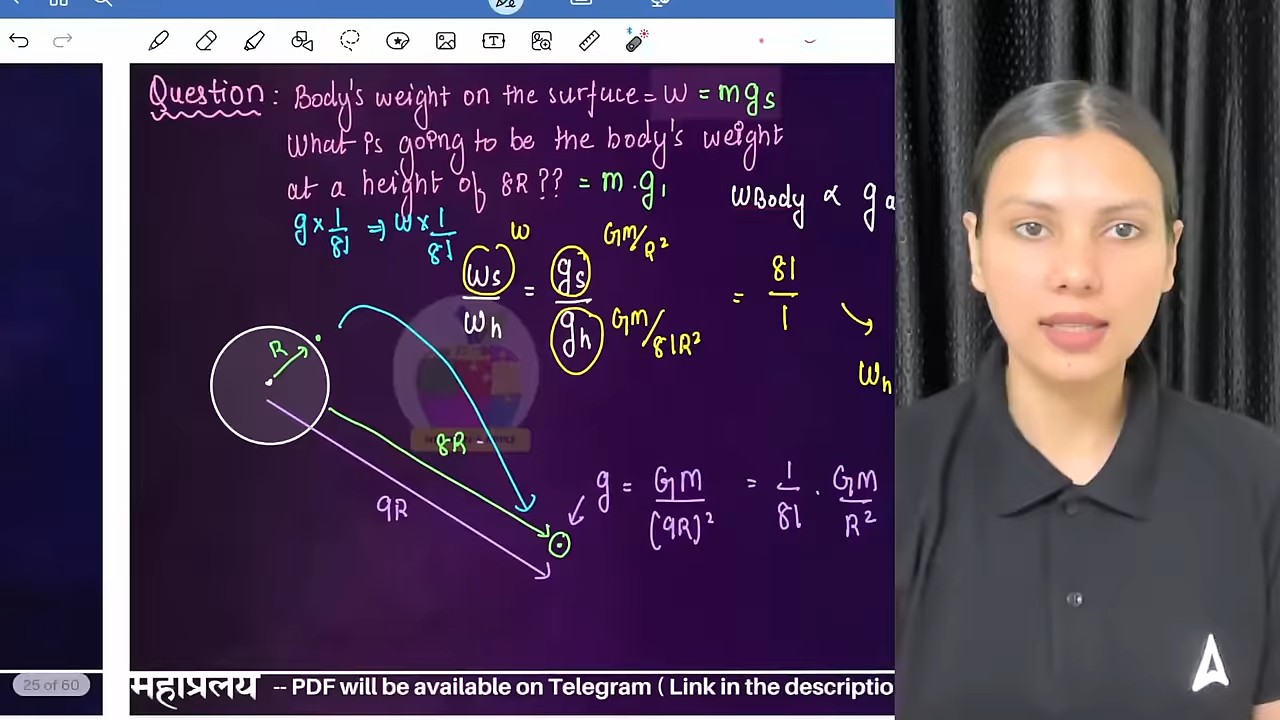 Question: Body's weight on the surface = W = mgs
What is going to be the body's weight
at a height of 8R?? = m.g1
WBody ∝ g
g × 1/81 ⇒ W × 1/81
W
Ws/Wh = gs/gh = 81/1
GM/R²
GM/81R²
Wh
R
8R
9R
g = GM/(9R)² = 1/81 . GM/R²
25 of 60
महाप्रलय -- PDF will be available on Telegram ( Link in the descriptio